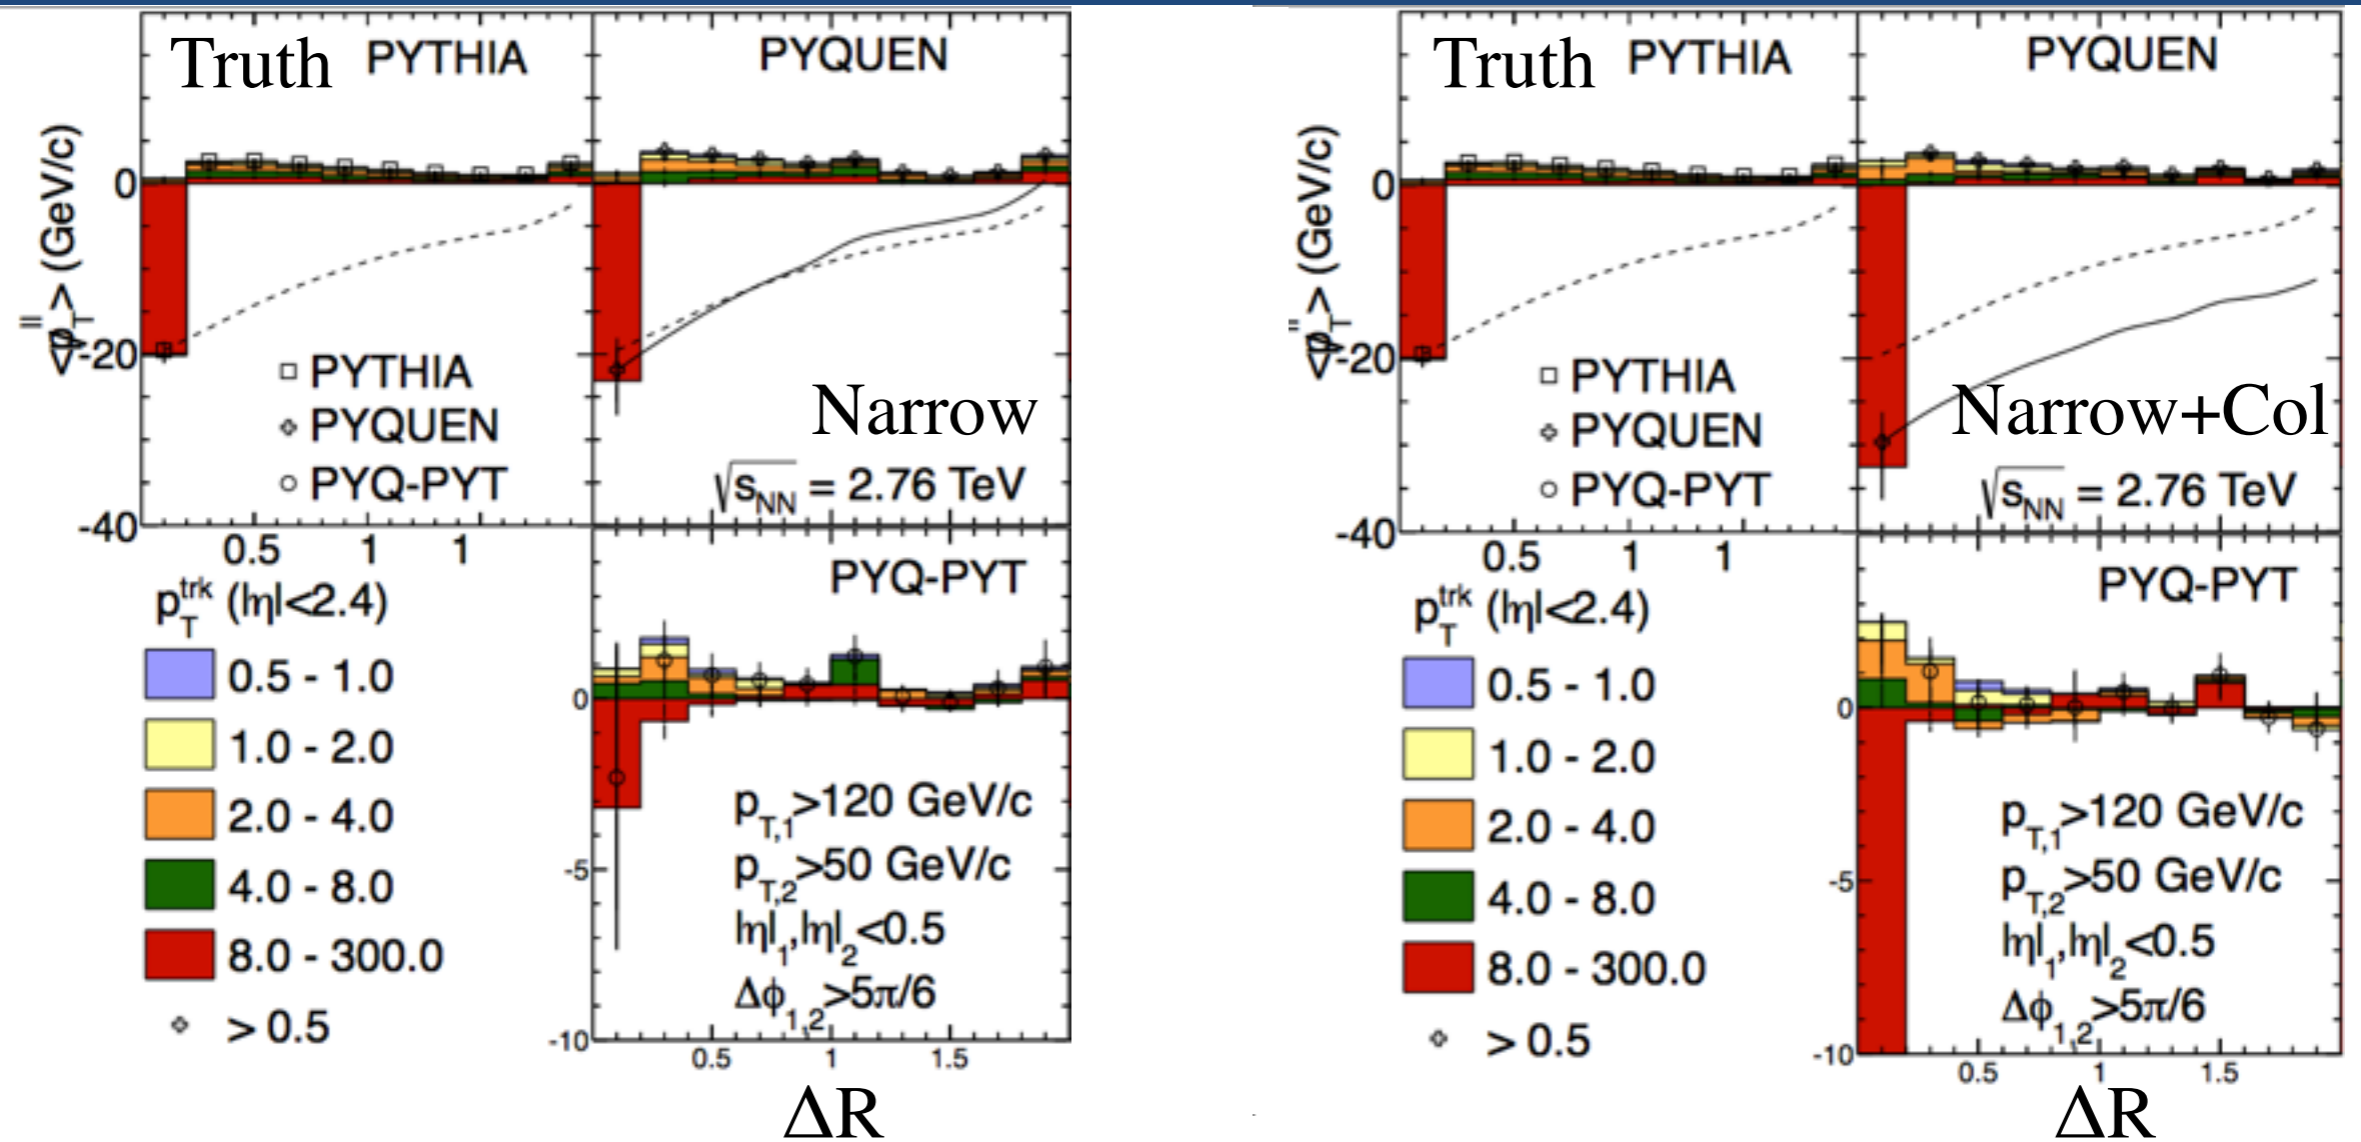 Truth PYTHIA
PYQUEN
<p_T^||> (GeV/c)
0
-20
-40
□ PYTHIA
PYQUEN
○ PYQ-PYT
Narrow
√s_NN = 2.76 TeV
0.5 1 1
p_T^trk (|η|<2.4)
0.5 - 1.0
1.0 - 2.0
2.0 - 4.0
4.0 - 8.0
8.0 - 300.0
> 0.5
PYQ-PYT
0
-5
-10
p_T,1>120 GeV/c
p_T,2>50 GeV/c
|η|_1,|η|_2<0.5
Δϕ_1,2>5π/6
0.5 1 1.5
ΔR
Truth PYTHIA
PYQUEN
<p_T^||> (GeV/c)
0
-20
-40
□ PYTHIA
PYQUEN
○ PYQ-PYT
Narrow+Col
√s_NN = 2.76 TeV
0.5 1 1
p_T^trk (|η|<2.4)
0.5 - 1.0
1.0 - 2.0
2.0 - 4.0
4.0 - 8.0
8.0 - 300.0
> 0.5
PYQ-PYT
0
-5
-10
p_T,1>120 GeV/c
p_T,2>50 GeV/c
|η|_1,|η|_2<0.5
Δϕ_1,2>5π/6
0.5 1 1.5
ΔR